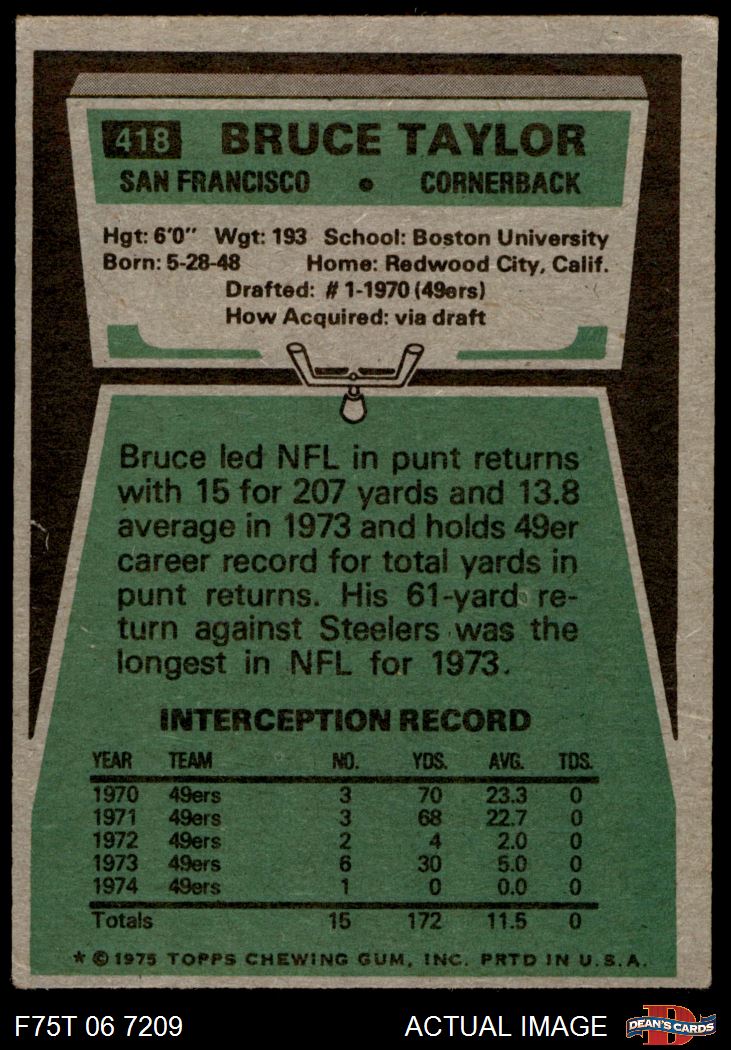 418 BRUCE TAYLOR
SAN FRANCISCO • CORNERBACK
Hgt: 6'0" Wgt: 193 School: Boston University
Born: 5-28-48 Home: Redwood City, Calif.
Drafted: #1-1970 (49ers)
How Acquired: via draft
Bruce led NFL in punt returns
with 15 for 207 yards and 13.8
average in 1973 and holds 49er
career record for total yards in
punt returns. His 61-yard re-
turn against Steelers was the
longest in NFL for 1973.
INTERCEPTION RECORD
YEAR TEAM NO. YDS. AVG. TDS.
1970 49ers 3 70 23.3 0
1971 49ers 3 68 22.7 0
1972 49ers 2 4 2.0 0
1973 49ers 6 30 5.0 0
1974 49ers 1 0 0.0 0
Totals 15 172 11.5 0
* © 1975 TOPPS CHEWING GUM, INC. PRTD IN U.S.A.
F75T 06 7209 ACTUAL IMAGE DEAN'S CARDS